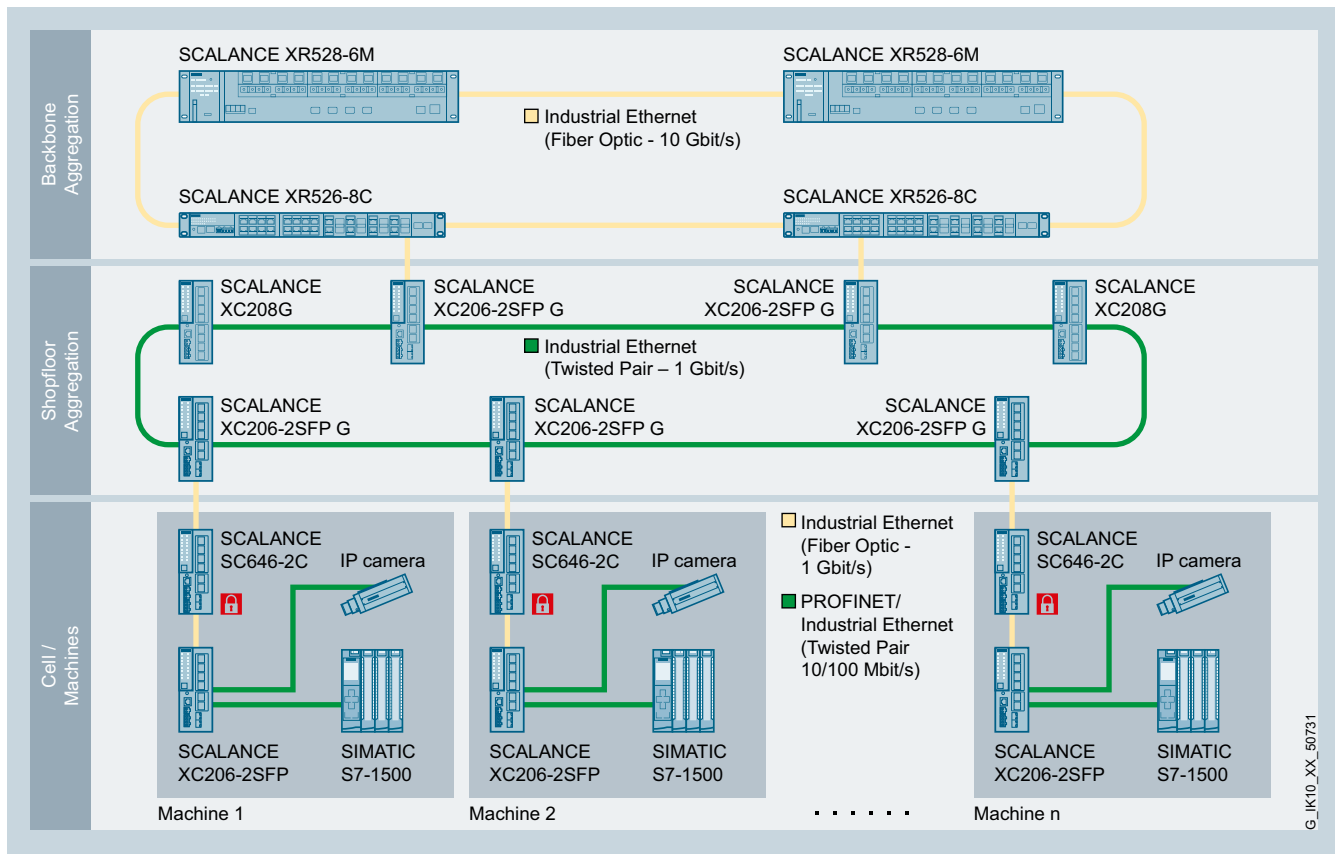 Backbone
Aggregation
SCALANCE XR528-6M
SCALANCE XR528-6M
Industrial Ethernet
(Fiber Optic - 10 Gbit/s)
SCALANCE XR526-8C
SCALANCE XR526-8C
Shopfloor
Aggregation
SCALANCE
XC208G
SCALANCE
XC206-2SFP G
SCALANCE
XC206-2SFP G
SCALANCE
XC208G
Industrial Ethernet
(Twisted Pair – 1 Gbit/s)
SCALANCE
XC206-2SFP G
SCALANCE
XC206-2SFP G
SCALANCE
XC206-2SFP G
Cell /
Machines
SCALANCE
SC646-2C
IP camera
SCALANCE
XC206-2SFP
SIMATIC
S7-1500
Machine 1
SCALANCE
SC646-2C
IP camera
SCALANCE
XC206-2SFP
SIMATIC
S7-1500
Machine 2
Industrial Ethernet
(Fiber Optic -
1 Gbit/s)
PROFINET/
Industrial Ethernet
(Twisted Pair
10/100 Mbit/s)
. . . . . .
SCALANCE
SC646-2C
IP camera
SCALANCE
XC206-2SFP
SIMATIC
S7-1500
Machine n
G_IK10_XX_50731